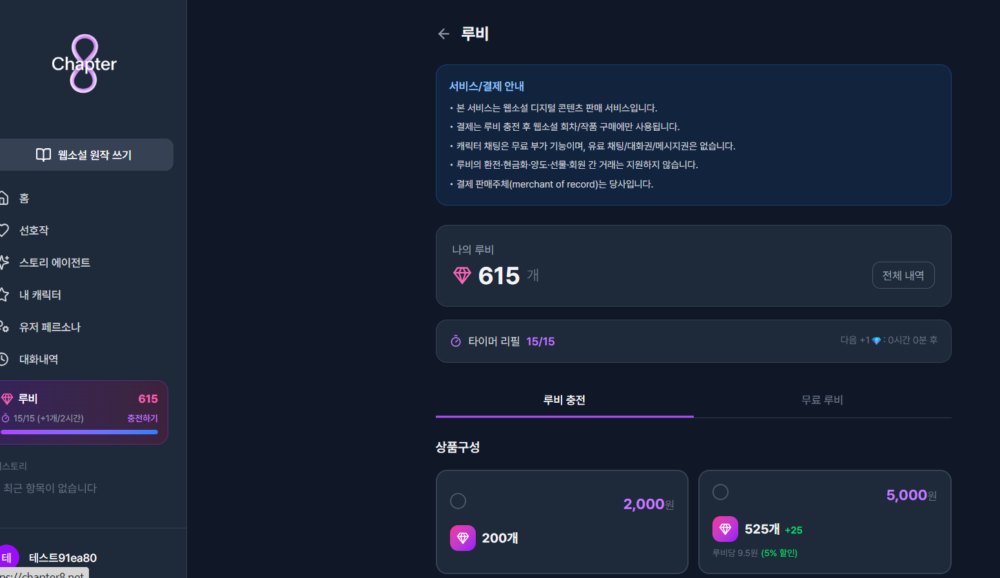 Chapter
웹소설 원작 쓰기
홈
선호작
스토리 에이전트
내 캐릭터
유저 페르소나
대화내역
루비
615
15/15 (+1개/2시간)
충전하기
스토리
최근 항목이 없습니다
테
테스트91ea80
ps://chapter8.net
루비
서비스/결제 안내
• 본 서비스는 웹소설 디지털 콘텐츠 판매 서비스입니다.
• 결제는 루비 충전 후 웹소설 회차/작품 구매에만 사용됩니다.
• 캐릭터 채팅은 무료 부가 기능이며, 유료 채팅/대화권/메시지권은 없습니다.
• 루비의 환전·현금화·양도·선물·회원 간 거래는 지원하지 않습니다.
• 결제 판매주체(merchant of record)는 당사입니다.
나의 루비
615 개
전체 내역
타이머 리필 15/15
다음 +1💎: 0시간 0분 후
루비 충전
무료 루비
상품구성
2,000원
200개
5,000원
525개 +25
루비당 9.5원 (5% 할인)